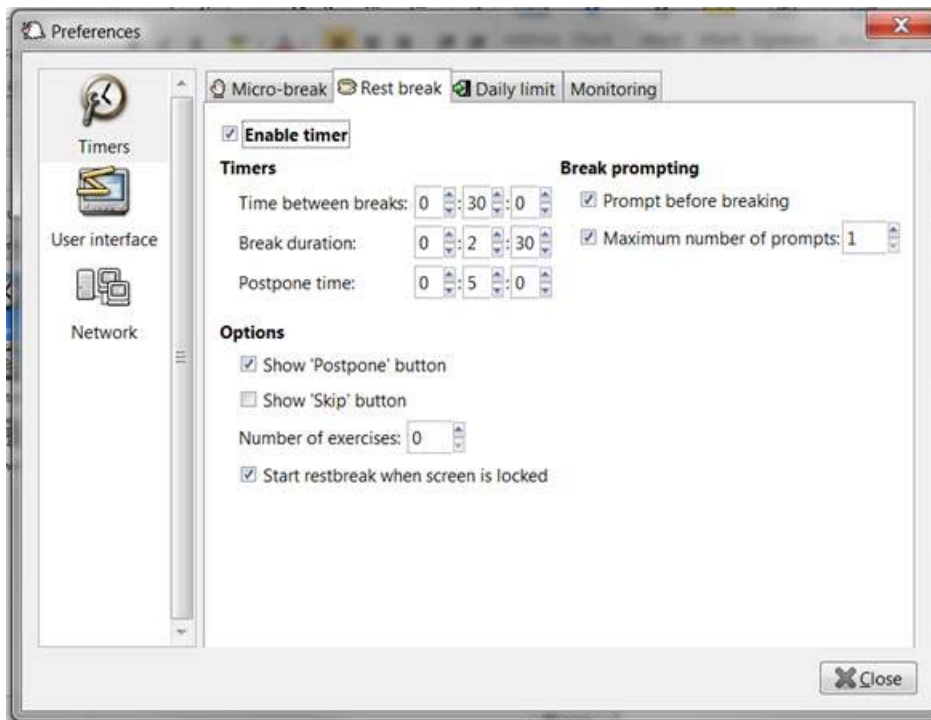 Preferences
Timers
User interface
Network
Micro-break Rest break Daily limit Monitoring
Enable timer
Timers
Time between breaks: 0 : 30 : 0
Break duration: 0 : 2 : 30
Postpone time: 0 : 5 : 0
Break prompting
Prompt before breaking
Maximum number of prompts: 1
Options
Show 'Postpone' button
Show 'Skip' button
Number of exercises: 0
Start restbreak when screen is locked
Close